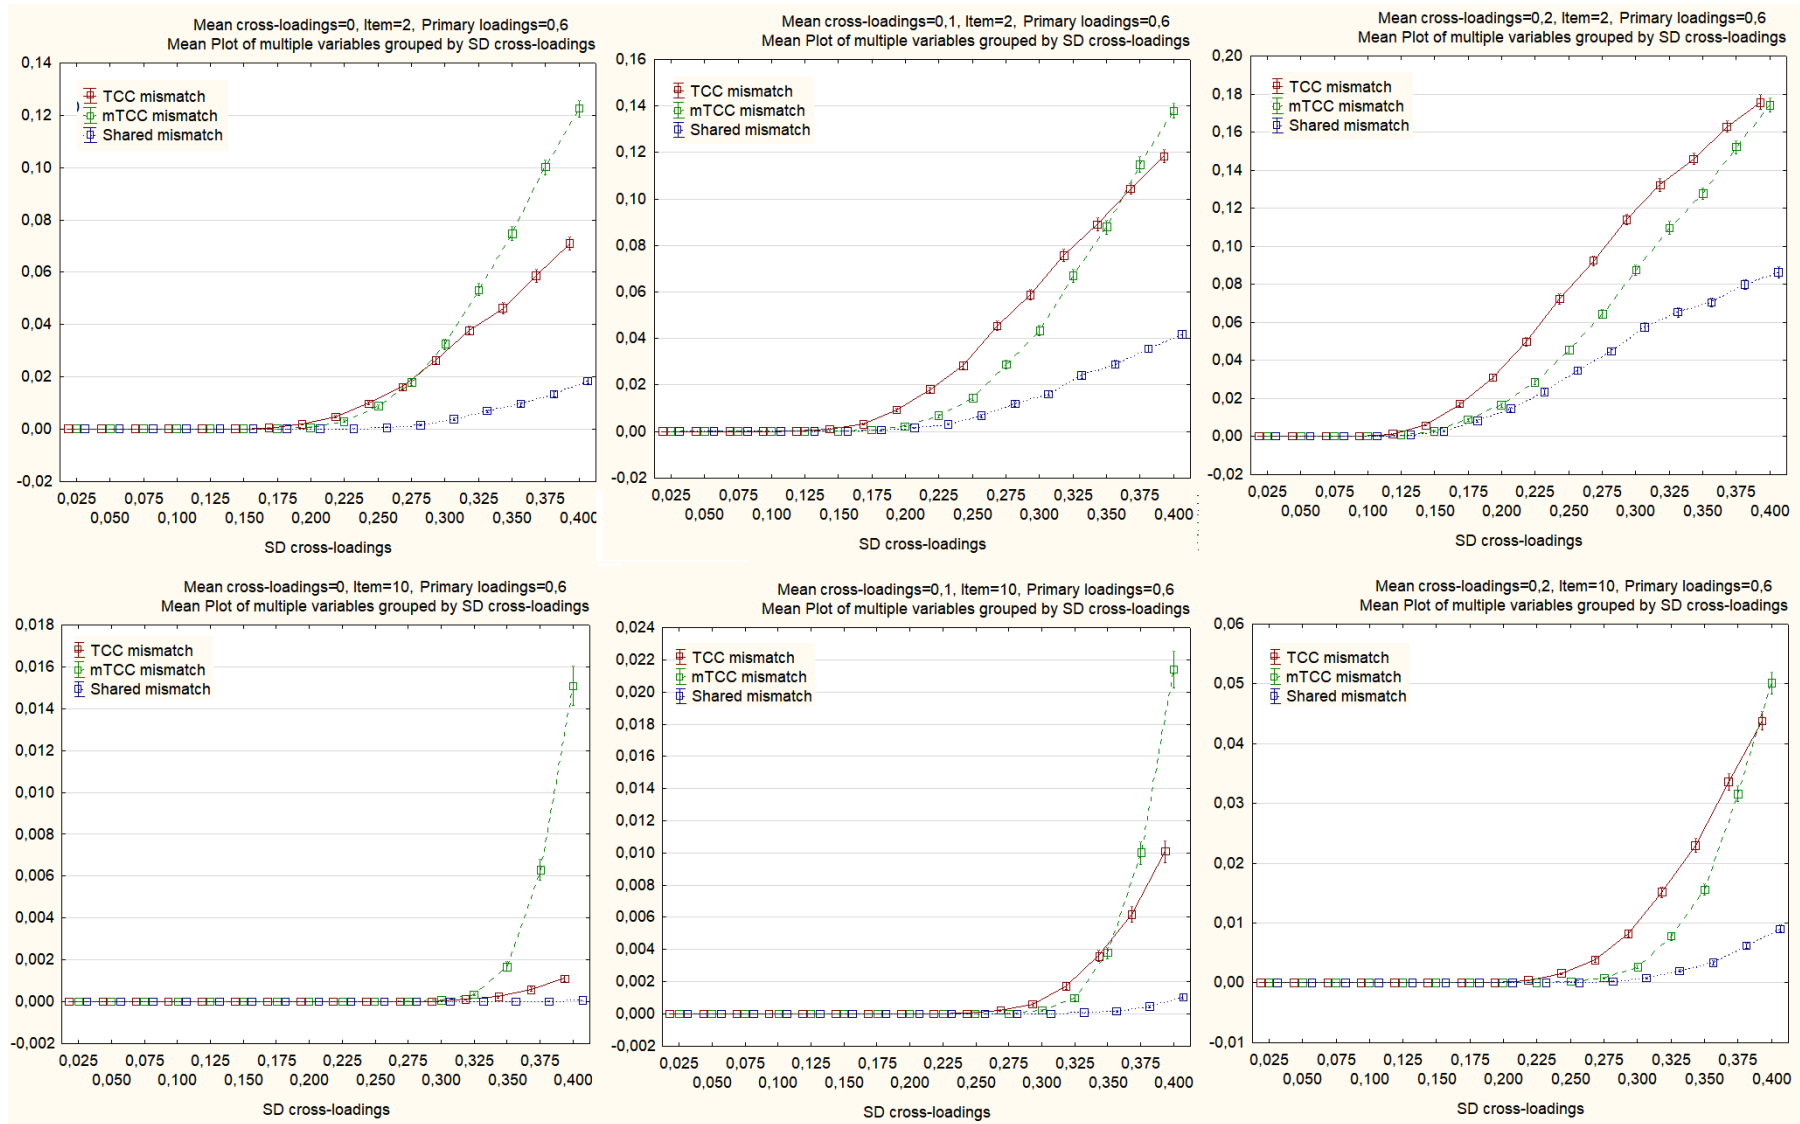 Mean cross-loadings=0, Item=2, Primary loadings=0,6
Mean Plot of multiple variables grouped by SD cross-loadings
0,14
0,12
0,10
0,08
0,06
0,04
0,02
0,00
-0,02
TCC mismatch
mTCC mismatch
Shared mismatch
0,025 0,075 0,125 0,175 0,225 0,275 0,325 0,375
0,050 0,100 0,150 0,200 0,250 0,300 0,350 0,400
SD cross-loadings
Mean cross-loadings=0,1, Item=2, Primary loadings=0,6
Mean Plot of multiple variables grouped by SD cross-loadings
0,16
0,14
0,12
0,10
0,08
0,06
0,04
0,02
0,00
-0,02
TCC mismatch
mTCC mismatch
Shared mismatch
0,025 0,075 0,125 0,175 0,225 0,275 0,325 0,375
0,050 0,100 0,150 0,200 0,250 0,300 0,350 0,400
SD cross-loadings
Mean cross-loadings=0,2, Item=2, Primary loadings=0,6
Mean Plot of multiple variables grouped by SD cross-loadings
0,20
0,18
0,16
0,14
0,12
0,10
0,08
0,06
0,04
0,02
0,00
-0,02
TCC mismatch
mTCC mismatch
Shared mismatch
0,025 0,075 0,125 0,175 0,225 0,275 0,325 0,375
0,050 0,100 0,150 0,200 0,250 0,300 0,350 0,400
SD cross-loadings
Mean cross-loadings=0, Item=10, Primary loadings=0,6
Mean Plot of multiple variables grouped by SD cross-loadings
0,018
0,016
0,014
0,012
0,010
0,008
0,006
0,004
0,002
0,000
-0,002
TCC mismatch
mTCC mismatch
Shared mismatch
0,025 0,075 0,125 0,175 0,225 0,275 0,325 0,375
0,050 0,100 0,150 0,200 0,250 0,300 0,350 0,400
SD cross-loadings
Mean cross-loadings=0,1, Item=10, Primary loadings=0,6
Mean Plot of multiple variables grouped by SD cross-loadings
0,024
0,022
0,020
0,018
0,016
0,014
0,012
0,010
0,008
0,006
0,004
0,002
0,000
-0,002
TCC mismatch
mTCC mismatch
Shared mismatch
0,025 0,075 0,125 0,175 0,225 0,275 0,325 0,375
0,050 0,100 0,150 0,200 0,250 0,300 0,350 0,400
SD cross-loadings
Mean cross-loadings=0,2, Item=10, Primary loadings=0,6
Mean Plot of multiple variables grouped by SD cross-loadings
0,06
0,05
0,04
0,03
0,02
0,01
0,00
-0,01
TCC mismatch
mTCC mismatch
Shared mismatch
0,025 0,075 0,125 0,175 0,225 0,275 0,325 0,375
0,050 0,100 0,150 0,200 0,250 0,300 0,350 0,400
SD cross-loadings